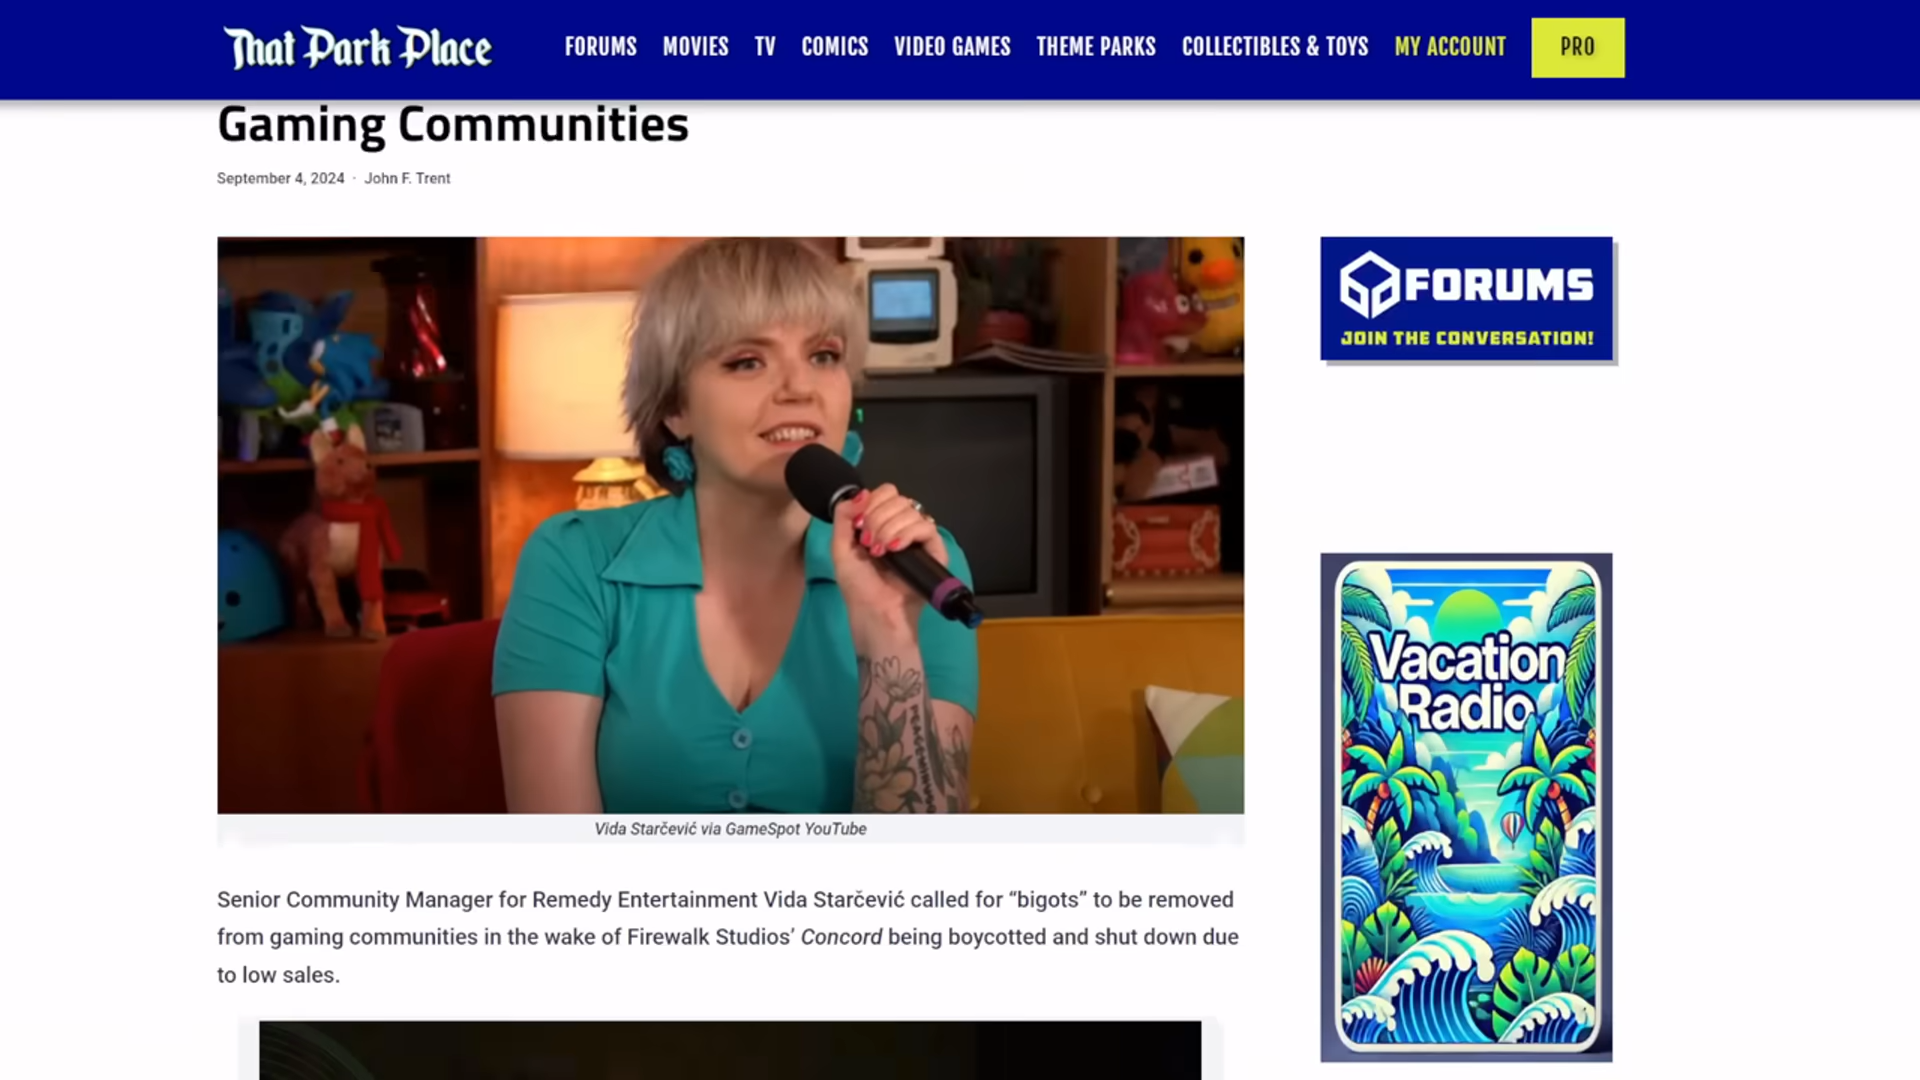 That Park Place
FORUMS MOVIES TV COMICS VIDEO GAMES THEME PARKS COLLECTIBLES & TOYS MY ACCOUNT PRO
Gaming Communities
September 4, 2024 · John F. Trent
FORUMS
JOIN THE CONVERSATION!
Vacation
Radio
Vida Starčević via GameSpot YouTube
Senior Community Manager for Remedy Entertainment Vida Starčević called for “bigots” to be removed
from gaming communities in the wake of Firewalk Studios’ Concord being boycotted and shut down due
to low sales.